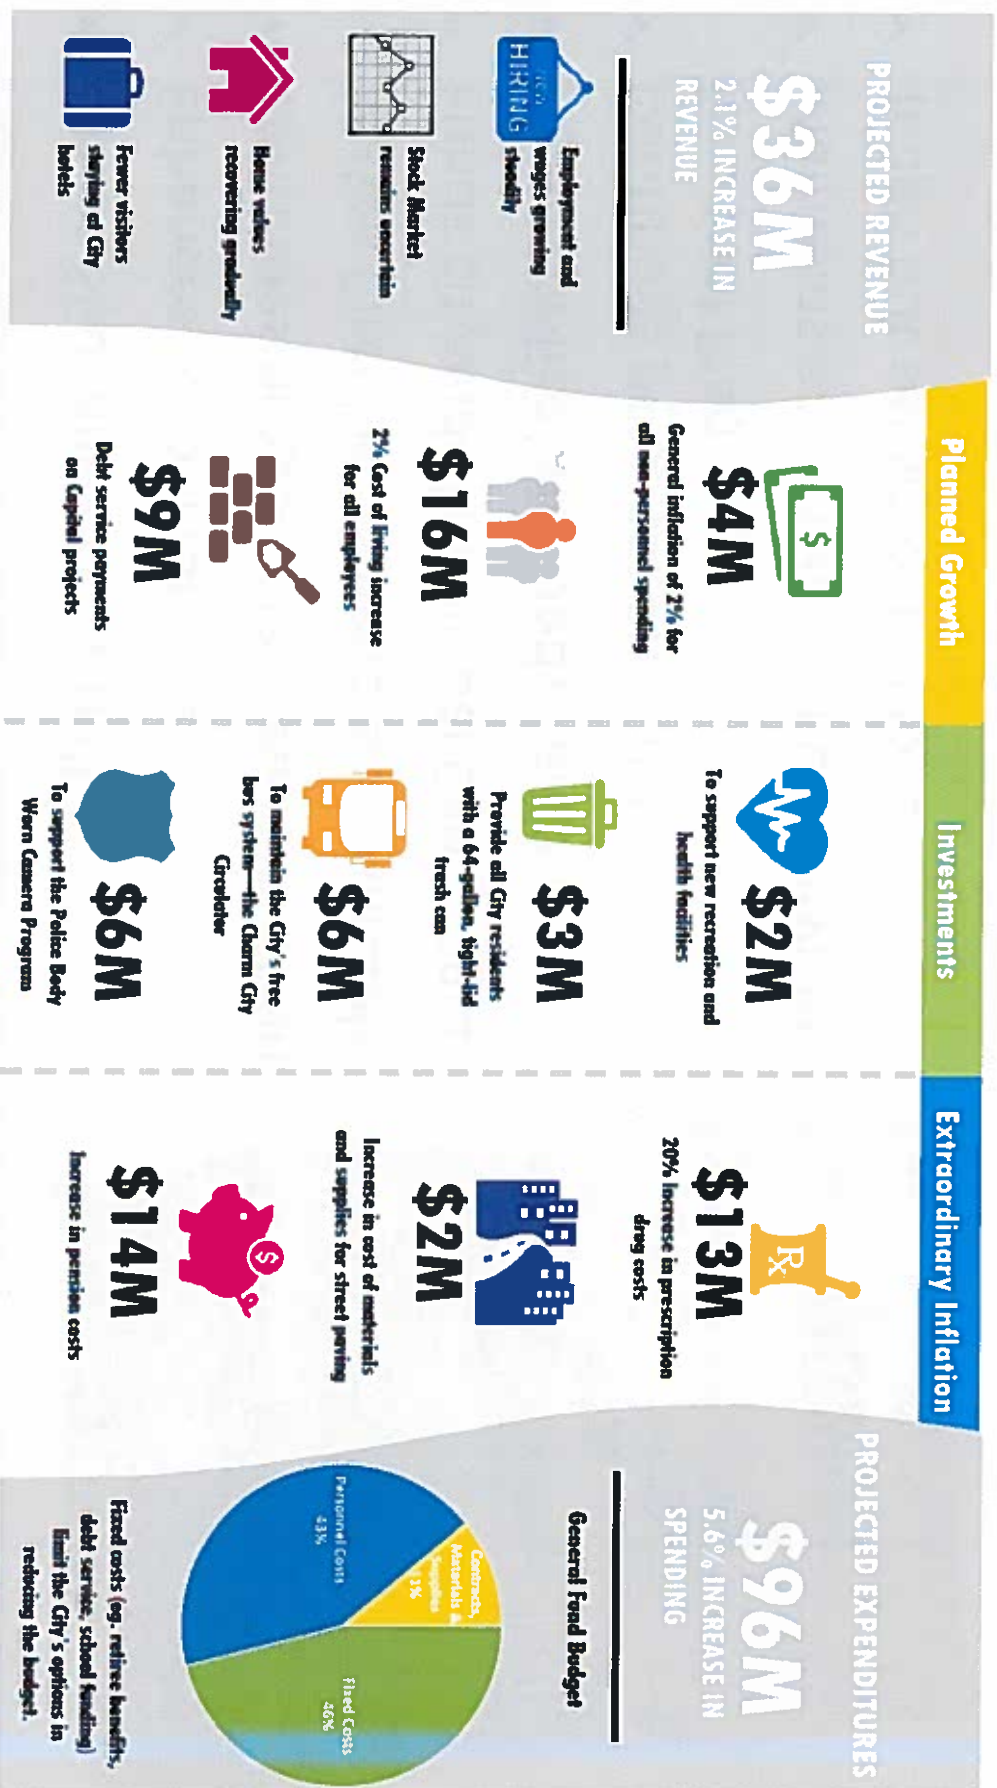 PROJECTED REVENUE
$36M
2.1% INCREASE IN
REVENUE
HIRING
Employment and
wages growing
steadily
Stock Market
remains uncertain
Home values
recovering gradually
Fewer visitors
staying at City
hotels
Planned Growth
$
$4M
General inflation of 2% for
all non-personnel spending
$16M
2% Cost of living increase
for all employees
$9M
Debt service payments
on Capital projects
Investments
$2M
To support new recreation and
health facilities
$3M
Provide all City residents
with a 64-gallon, tight-lid
trash can
$6M
To maintain the City's free
bus system—the Charm City
Circulator
$6M
To support the Police Body
Worn Camera Program
Extraordinary Inflation
Rx
$13M
20% increase in prescription
drug costs
$2M
Increase in cost of materials
and supplies for street paving
$
$14M
Increase in pension costs
PROJECTED EXPENDITURES
$96M
5.6% INCREASE IN
SPENDING
General Fund Budget
Contracts,
Materials &
Supplies
11%
Personnel Costs
43%
Fixed Costs
46%
Fixed costs (eg. retiree benefits,
debt service, school funding)
limit the City's options in
reducing the budget.